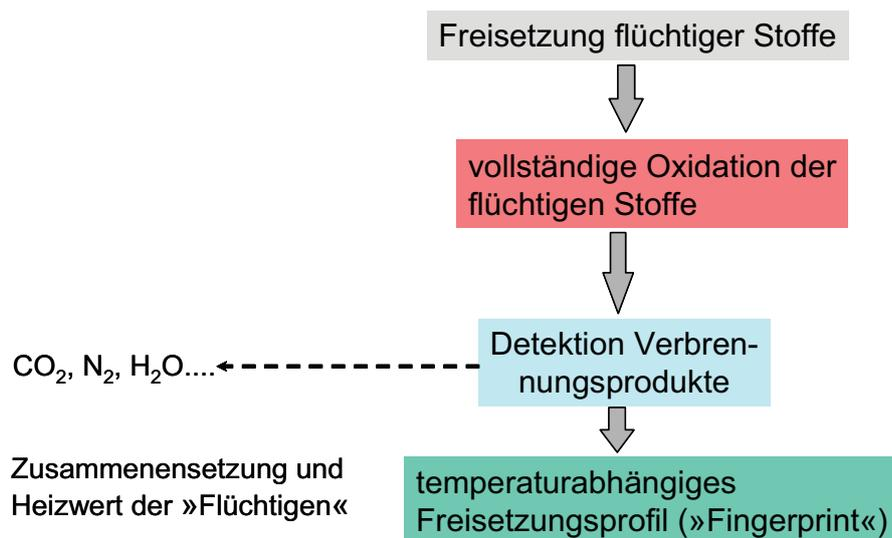 Freisetzung flüchtiger Stoffe
vollständige Oxidation der
flüchtigen Stoffe
Detektion Verbren-
nungsprodukte
CO₂, N₂, H₂O....
Zusammenensetzung und
Heizwert der »Flüchtigen«
temperaturabhängiges
Freisetzungsprofil (»Fingerprint«)